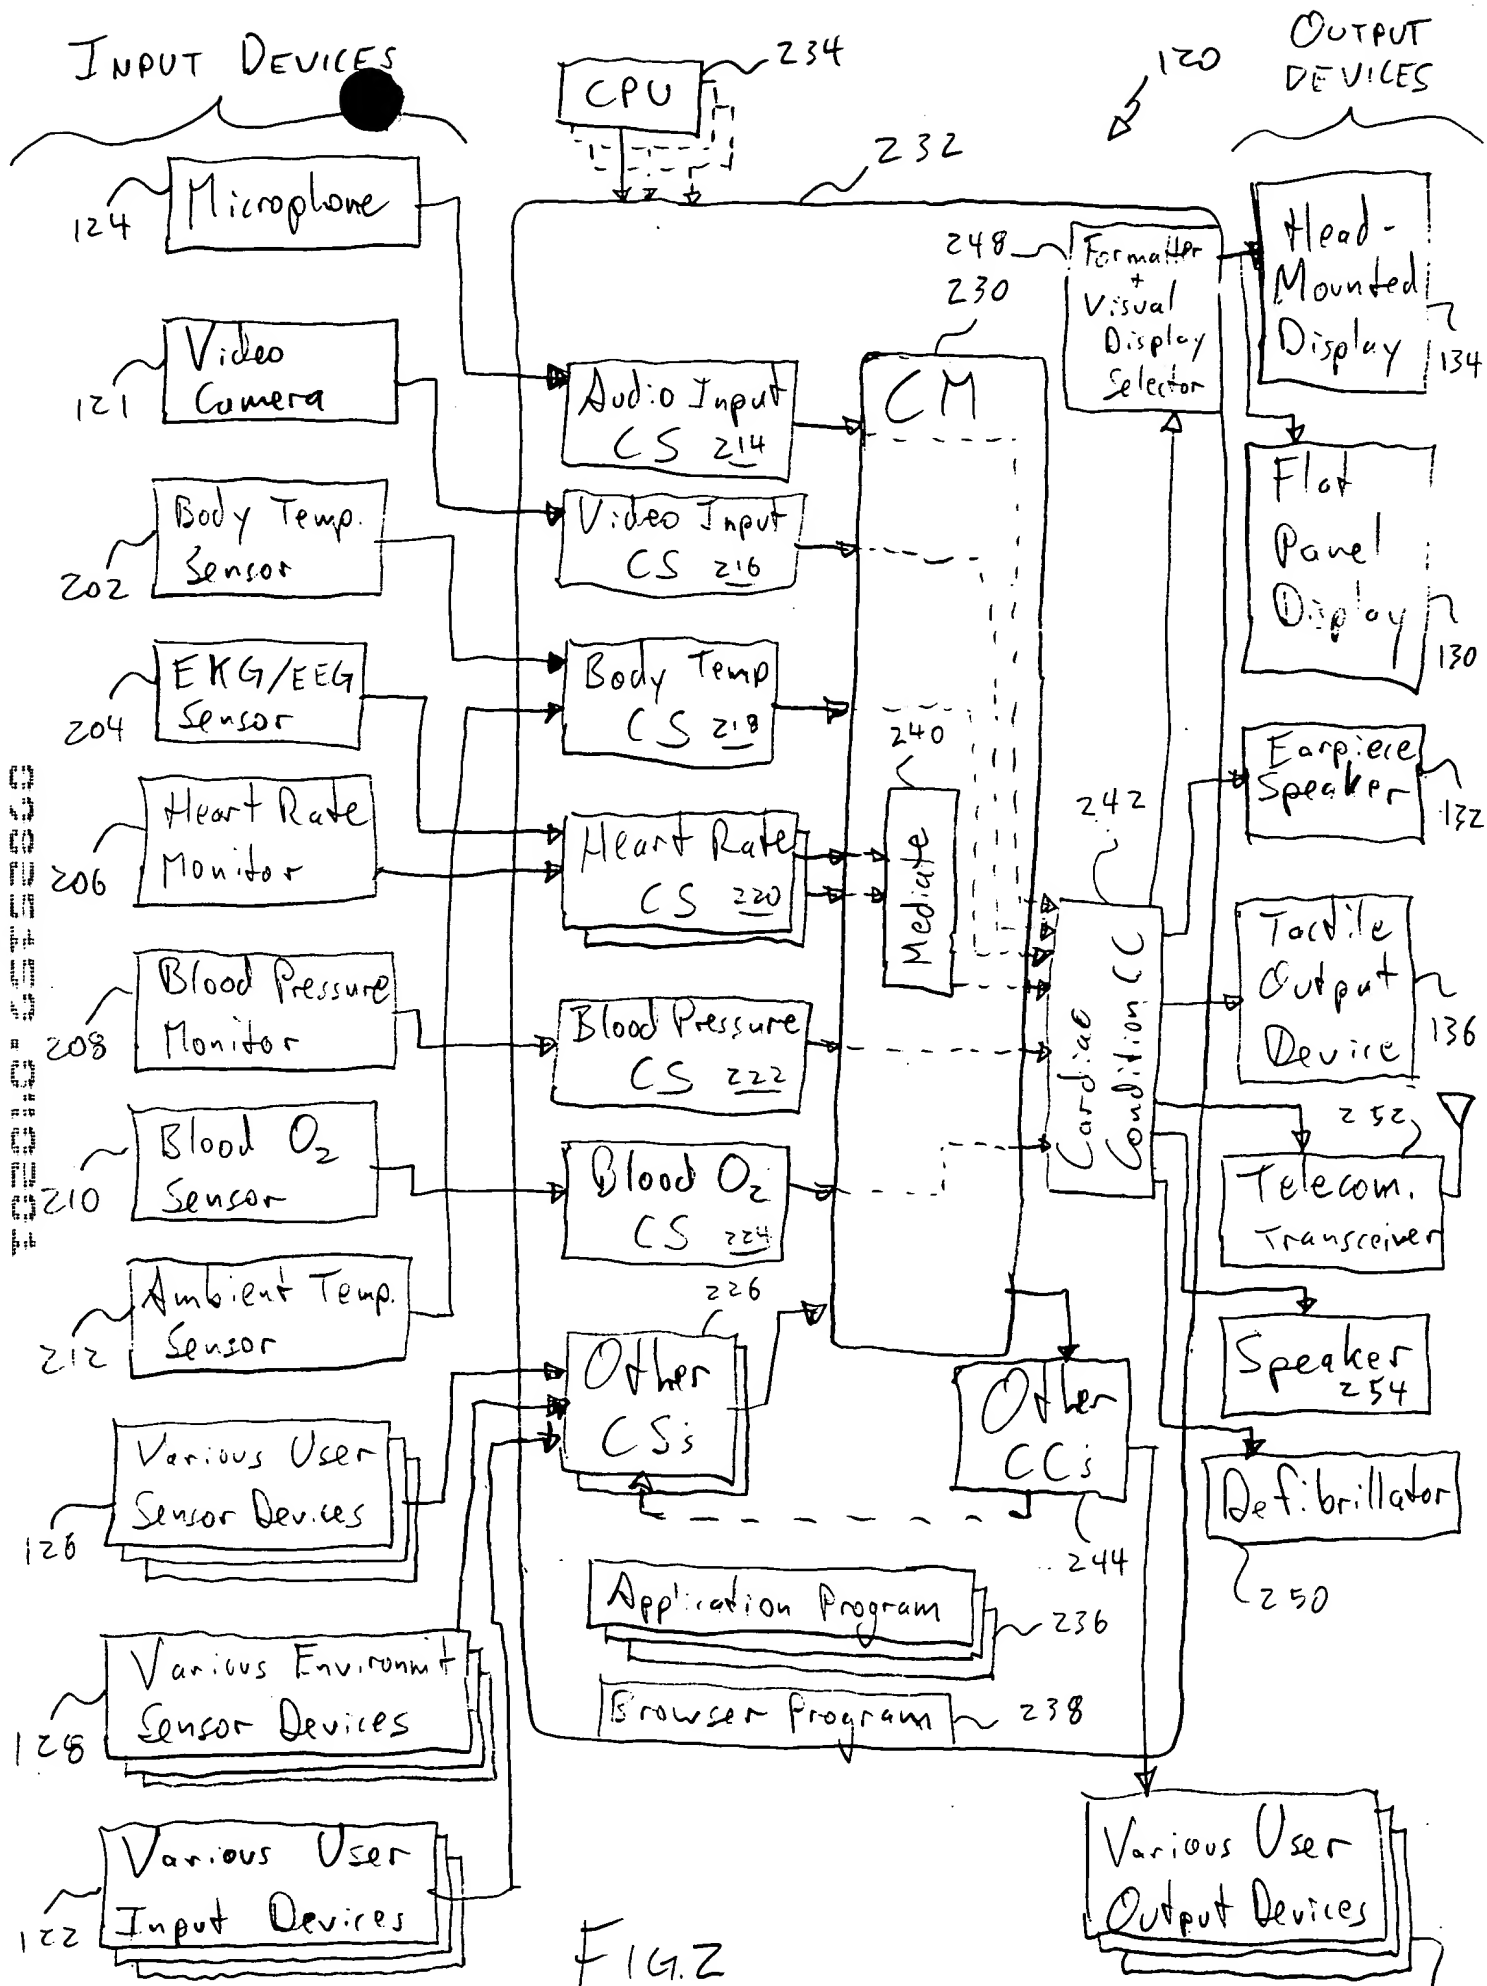 INPUT DEVICES
CPU
234
120
OUTPUT
DEVICES
232
Microphone
124
Video
Camera
121
Body Temp.
Sensor
202
EKG/EEG
Sensor
204
Heart Rate
Monitor
206
Blood Pressure
Monitor
208
Blood O2
Sensor
210
Ambient Temp.
Sensor
212
Various User
Sensor Devices
126
Various Environmt
Sensor Devices
128
Various User
Input Devices
122
Audio Input
CS 214
Video Input
CS 216
Body Temp
CS 218
Heart Rate
CS 220
Blood Pressure
CS 222
Blood O2
CS 224
226
Other
CSs
230
CM
240
Mediate
242
Cardiac
Condition CC
Other
CCs
244
Application Program
236
Browser Program
238
248
Formatter
+
Visual
Display
Selector
Head-
Mounted
Display
134
Flat
Panel
Display
130
Earpiece
Speaker
132
Tactile
Output
Device
136
252
Telecom.
Transceiver
Speaker
254
Defibrillator
250
Various User
Output Devices
FIG.2